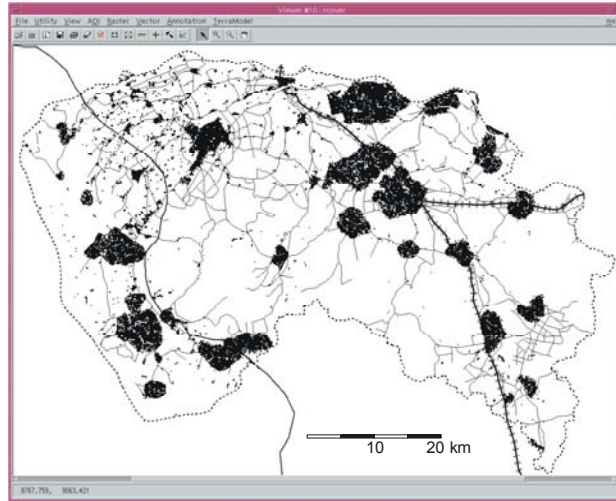 Viewer #10 : rcover
File Utility View AOI Raster Vector Annotation TerraModel
10 20 km
8767.759, 9063.421